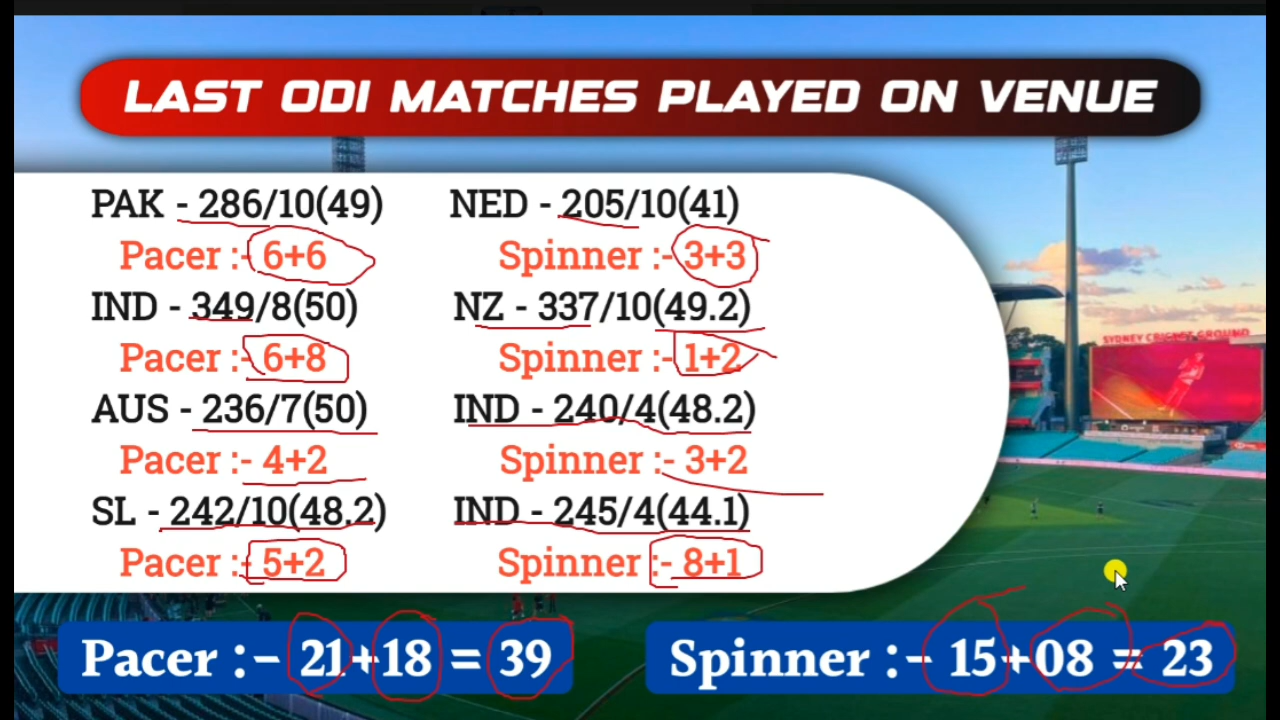 LAST ODI MATCHES PLAYED ON VENUE
PAK - 286/10(49) NED - 205/10(41)
Pacer :- 6+6 Spinner :- 3+3
IND - 349/8(50) NZ - 337/10(49.2)
Pacer :- 6+8 Spinner :- 1+2
AUS - 236/7(50) IND - 240/4(48.2)
Pacer :- 4+2 Spinner :- 3+2
SL - 242/10(48.2) IND - 245/4(44.1)
Pacer :- 5+2 Spinner :- 8+1
SYDNEY CRICKET GROUND
Pacer :- 21+18 = 39 Spinner :- 15+08 = 23